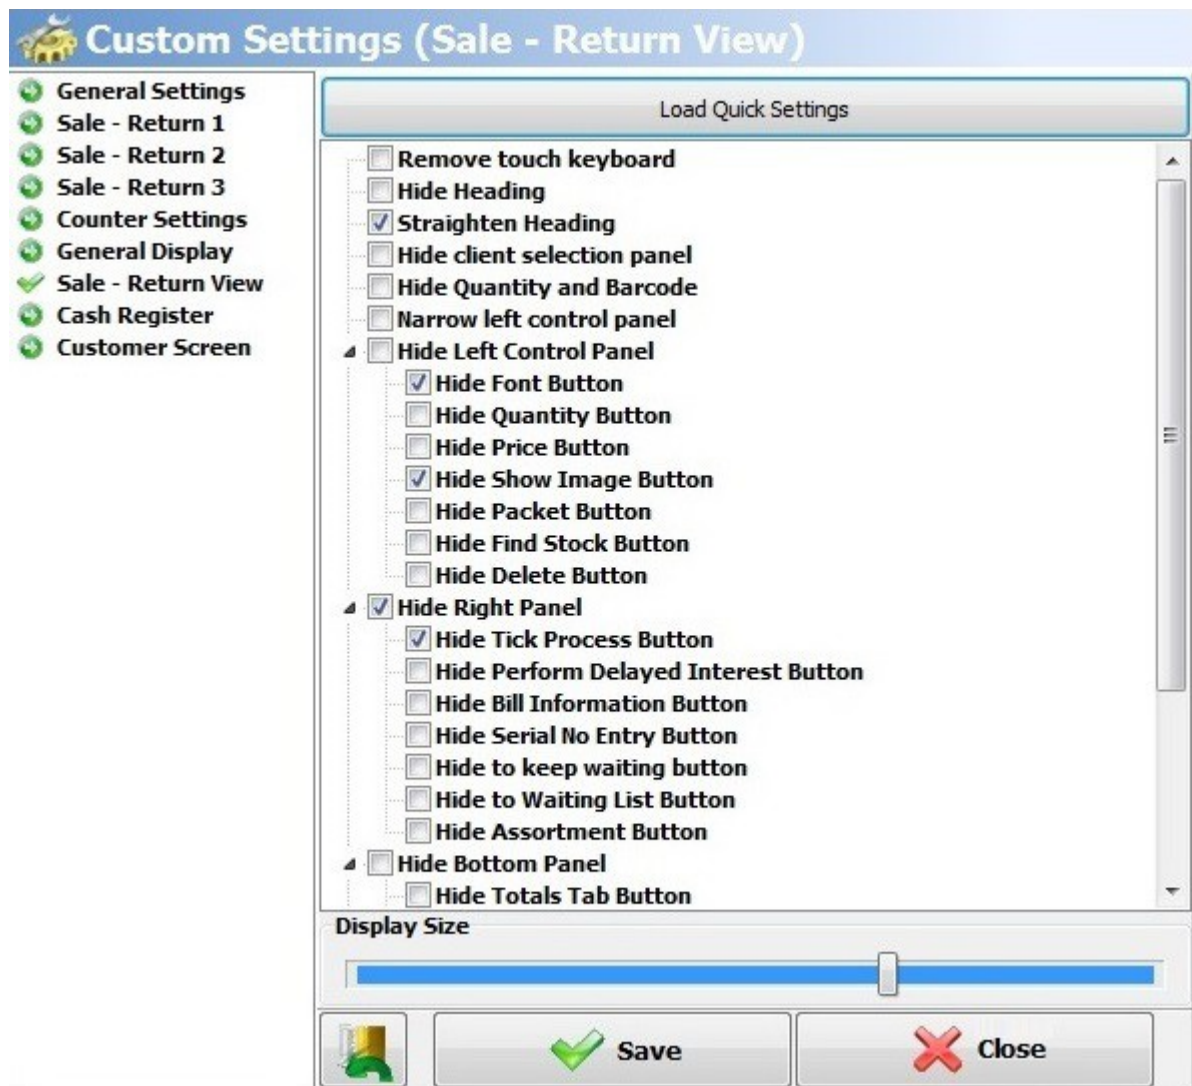 Custom Settings (Sale - Return View)
General Settings
Sale - Return 1
Sale - Return 2
Sale - Return 3
Counter Settings
General Display
Sale - Return View
Cash Register
Customer Screen
Load Quick Settings
Remove touch keyboard
Hide Heading
Straighten Heading
Hide client selection panel
Hide Quantity and Barcode
Narrow left control panel
Hide Left Control Panel
Hide Font Button
Hide Quantity Button
Hide Price Button
Hide Show Image Button
Hide Packet Button
Hide Find Stock Button
Hide Delete Button
Hide Right Panel
Hide Tick Process Button
Hide Perform Delayed Interest Button
Hide Bill Information Button
Hide Serial No Entry Button
Hide to keep waiting button
Hide to Waiting List Button
Hide Assortment Button
Hide Bottom Panel
Hide Totals Tab Button
Display Size
Save
Close